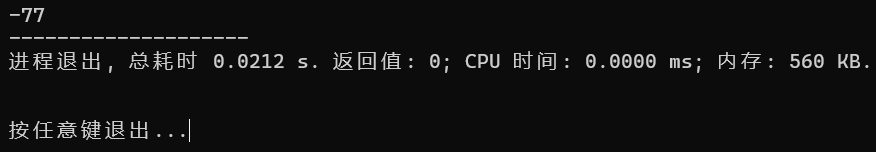 -77
--------------------
进程退出, 总耗时 0.0212 s. 返回值: 0; CPU 时间: 0.0000 ms; 内存: 560 KB.
按任意键退出...